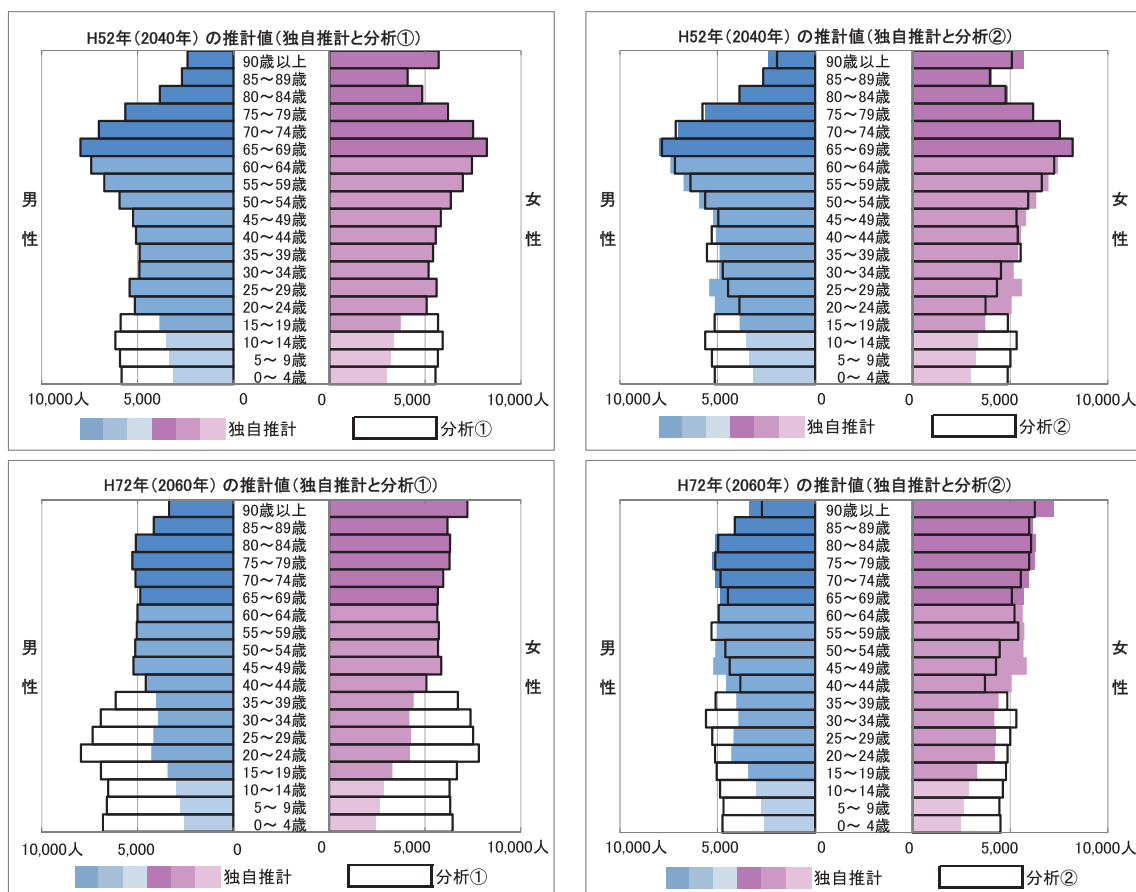 H52年(2040年) の推計値(独自推計と分析①)
90歳以上
85～89歳
80～84歳
75～79歳
70～74歳
65～69歳
60～64歳
55～59歳
50～54歳
45～49歳
40～44歳
35～39歳
30～34歳
25～29歳
20～24歳
15～19歳
10～14歳
5～ 9歳
0～ 4歳
男性
女性
10,000人 5,000 0 0 5,000 10,000人
独自推計 分析①
H52年(2040年) の推計値(独自推計と分析②)
90歳以上
85～89歳
80～84歳
75～79歳
70～74歳
65～69歳
60～64歳
55～59歳
50～54歳
45～49歳
40～44歳
35～39歳
30～34歳
25～29歳
20～24歳
15～19歳
10～14歳
5～ 9歳
0～ 4歳
男性
女性
10,000人 5,000 0 0 5,000 10,000人
独自推計 分析②
H72年(2060年) の推計値(独自推計と分析①)
90歳以上
85～89歳
80～84歳
75～79歳
70～74歳
65～69歳
60～64歳
55～59歳
50～54歳
45～49歳
40～44歳
35～39歳
30～34歳
25～29歳
20～24歳
15～19歳
10～14歳
5～ 9歳
0～ 4歳
男性
女性
10,000人 5,000 0 0 5,000 10,000人
独自推計 分析①
H72年(2060年) の推計値(独自推計と分析②)
90歳以上
85～89歳
80～84歳
75～79歳
70～74歳
65～69歳
60～64歳
55～59歳
50～54歳
45～49歳
40～44歳
35～39歳
30～34歳
25～29歳
20～24歳
15～19歳
10～14歳
5～ 9歳
0～ 4歳
男性
女性
10,000人 5,000 0 0 5,000 10,000人
独自推計 分析②